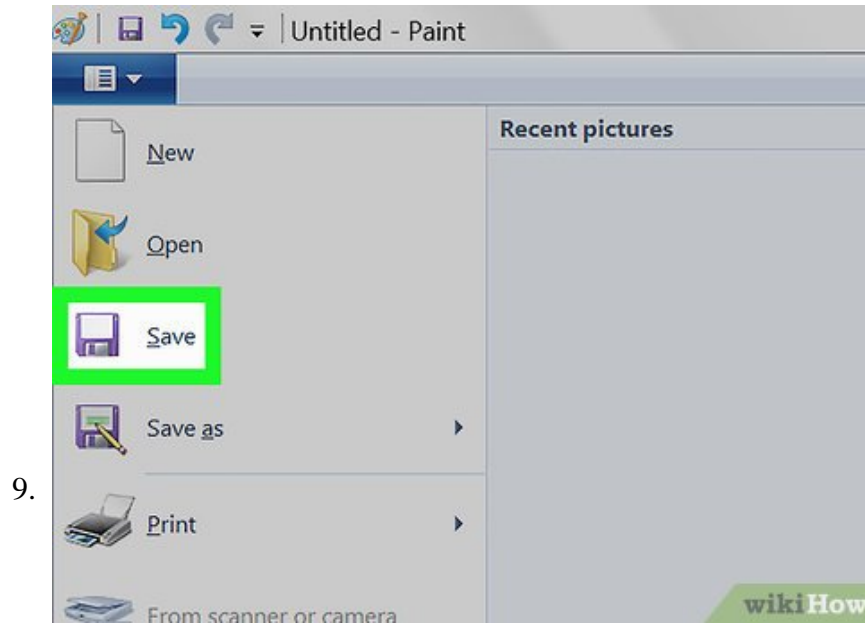 Untitled - Paint
Recent pictures
New
Open
Save
Save as
9.
Print
From scanner or camera
wikiHow